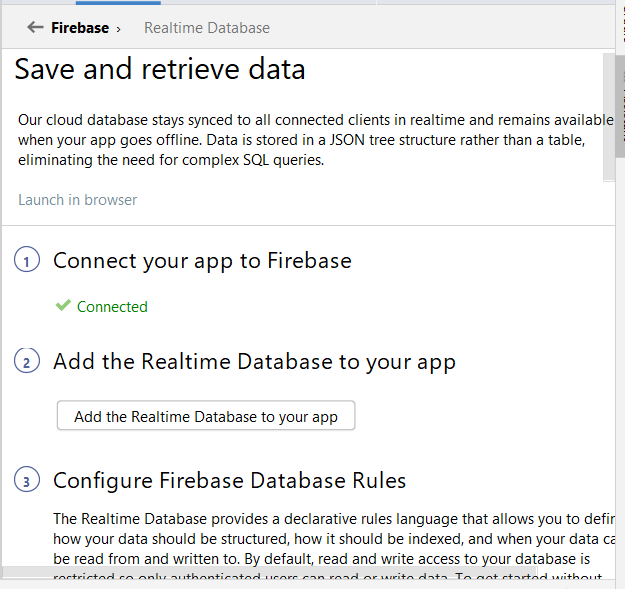 Firebase › Realtime Database
Save and retrieve data
Our cloud database stays synced to all connected clients in realtime and remains available
when your app goes offline. Data is stored in a JSON tree structure rather than a table,
eliminating the need for complex SQL queries.
Launch in browser
1 Connect your app to Firebase
Connected
2 Add the Realtime Database to your app
Add the Realtime Database to your app
3 Configure Firebase Database Rules
The Realtime Database provides a declarative rules language that allows you to defin
how your data should be structured, how it should be indexed, and when your data ca
be read from and written to. By default, read and write access to your database is
restricted so only authenticated users can read or write data. To get started without